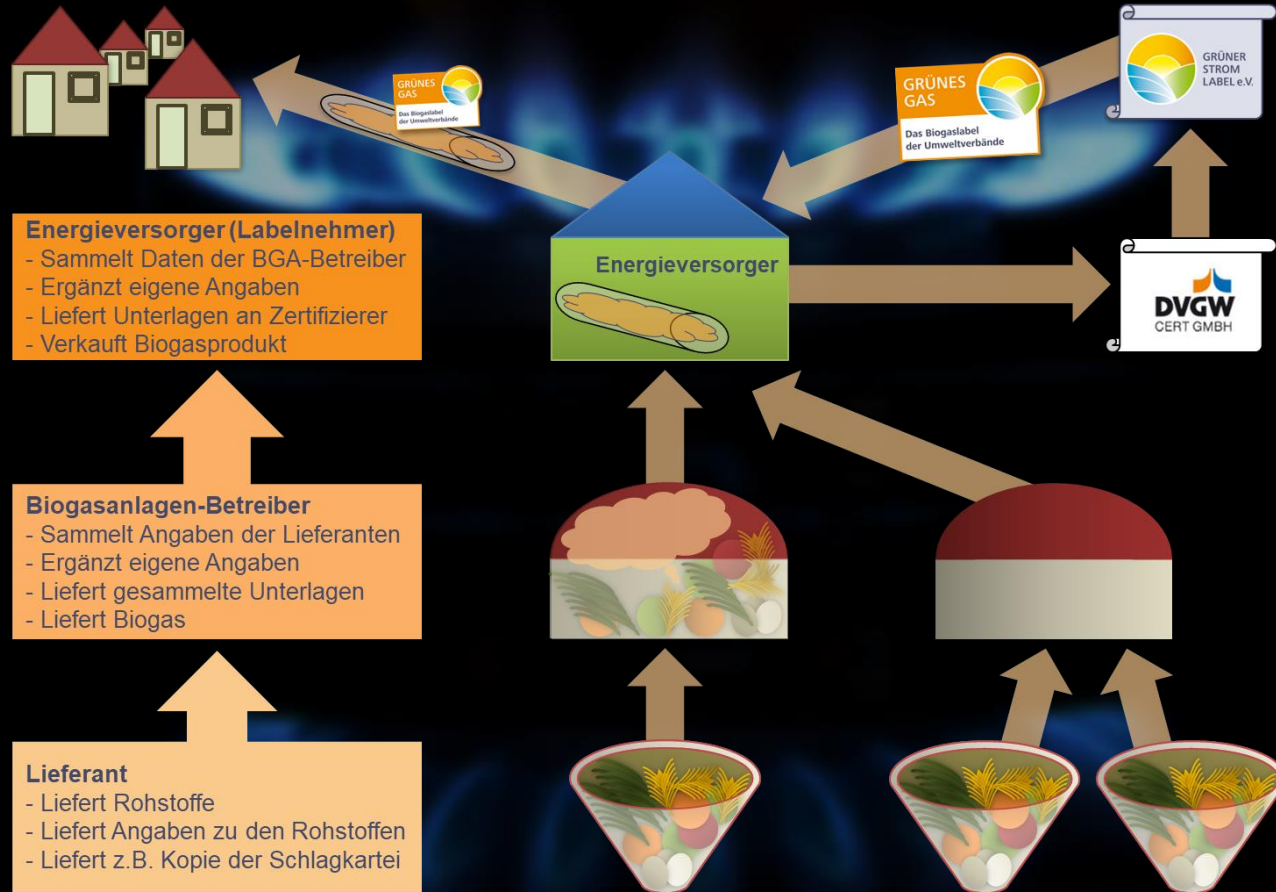 GRÜNES
GAS
Das Biogaslabel
der Umweltverbände
GRÜNES
GAS
Das Biogaslabel
der Umweltverbände
GRÜNER
STROM
LABEL e.V.
Energieversorger (Labelnehmer)
- Sammelt Daten der BGA-Betreiber
- Ergänzt eigene Angaben
- Liefert Unterlagen an Zertifizierer
- Verkauft Biogasprodukt
Energieversorger
DVGW
CERT GMBH
Biogasanlagen-Betreiber
- Sammelt Angaben der Lieferanten
- Ergänzt eigene Angaben
- Liefert gesammelte Unterlagen
- Liefert Biogas
Lieferant
- Liefert Rohstoffe
- Liefert Angaben zu den Rohstoffen
- Liefert z.B. Kopie der Schlagkartei